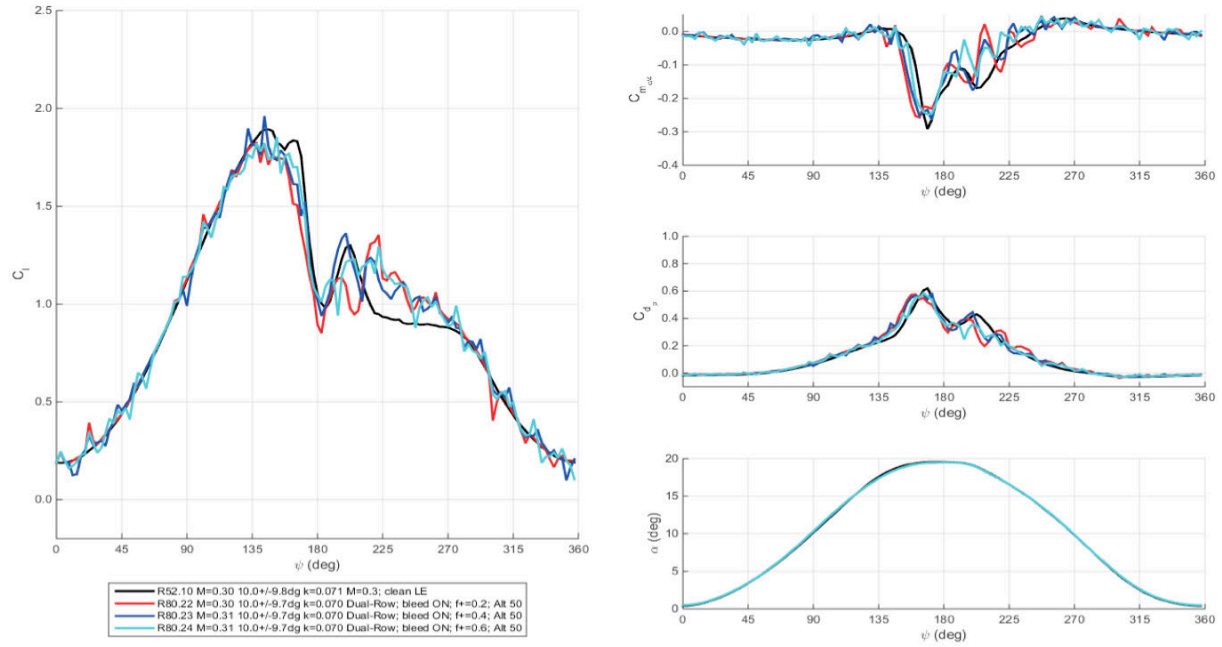 2.5
2.0
1.5
1.0
0.5
0.0
C_l
0 45 90 135 180 225 270 315 360
ψ (deg)
R52.10 M=0.30 10.0+/-9.8dg k=0.071 M=0.3; clean LE
R80.22 M=0.30 10.0+/-9.7dg k=0.070 Dual-Row; bleed ON; f+=0.2; Alt 50
R80.23 M=0.31 10.0+/-9.7dg k=0.070 Dual-Row; bleed ON; f+=0.4; Alt 50
R80.24 M=0.31 10.0+/-9.7dg k=0.070 Dual-Row; bleed ON; f+=0.6; Alt 50
0.0
-0.1
-0.2
-0.3
-0.4
0 45 90 135 180 225 270 315 360
ψ (deg)
1.0
0.8
0.6
0.4
0.2
0.0
C_d_p
0 45 90 135 180 225 270 315 360
ψ (deg)
20
15
10
5
0
α (deg)
0 45 90 135 180 225 270 315 360
ψ (deg)